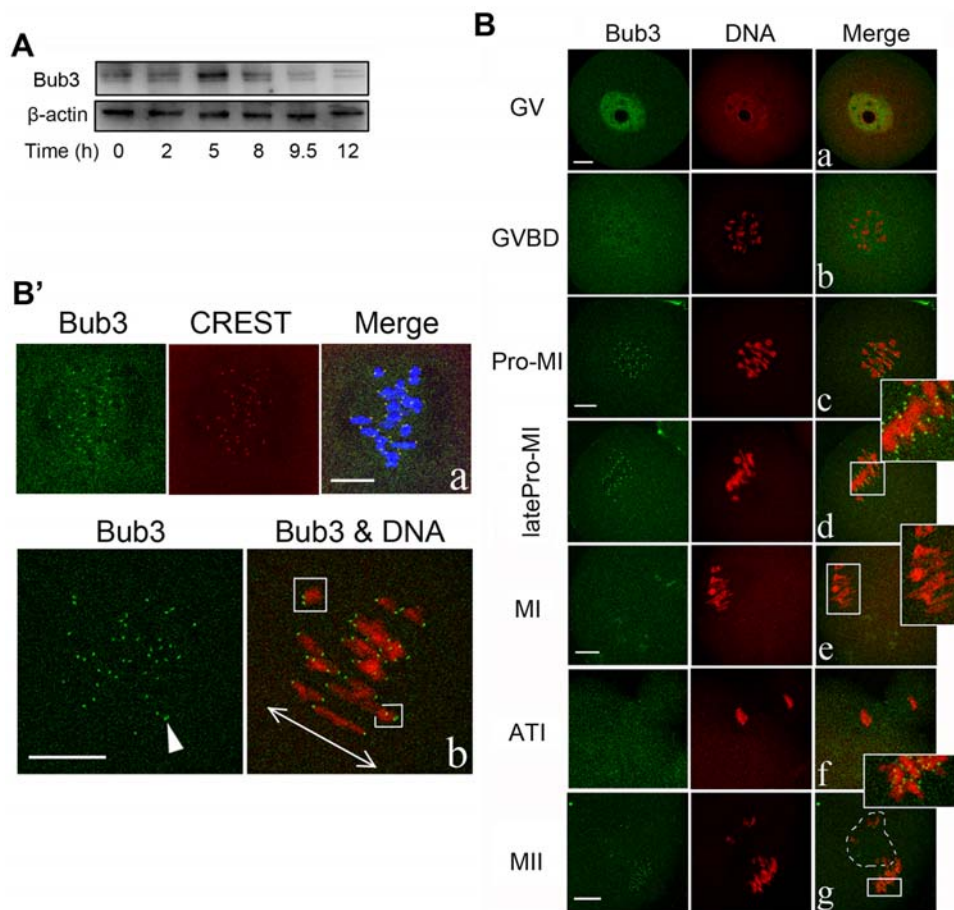 A
Bub3
β-actin
Time (h) 0 2 5 8 9.5 12
B'
Bub3 CREST Merge
a
Bub3 Bub3 & DNA
b
B
Bub3 DNA Merge
GV
a
GVBD
b
Pro-MI
c
latePro-MI
d
MI
e
ATI
f
MII
g